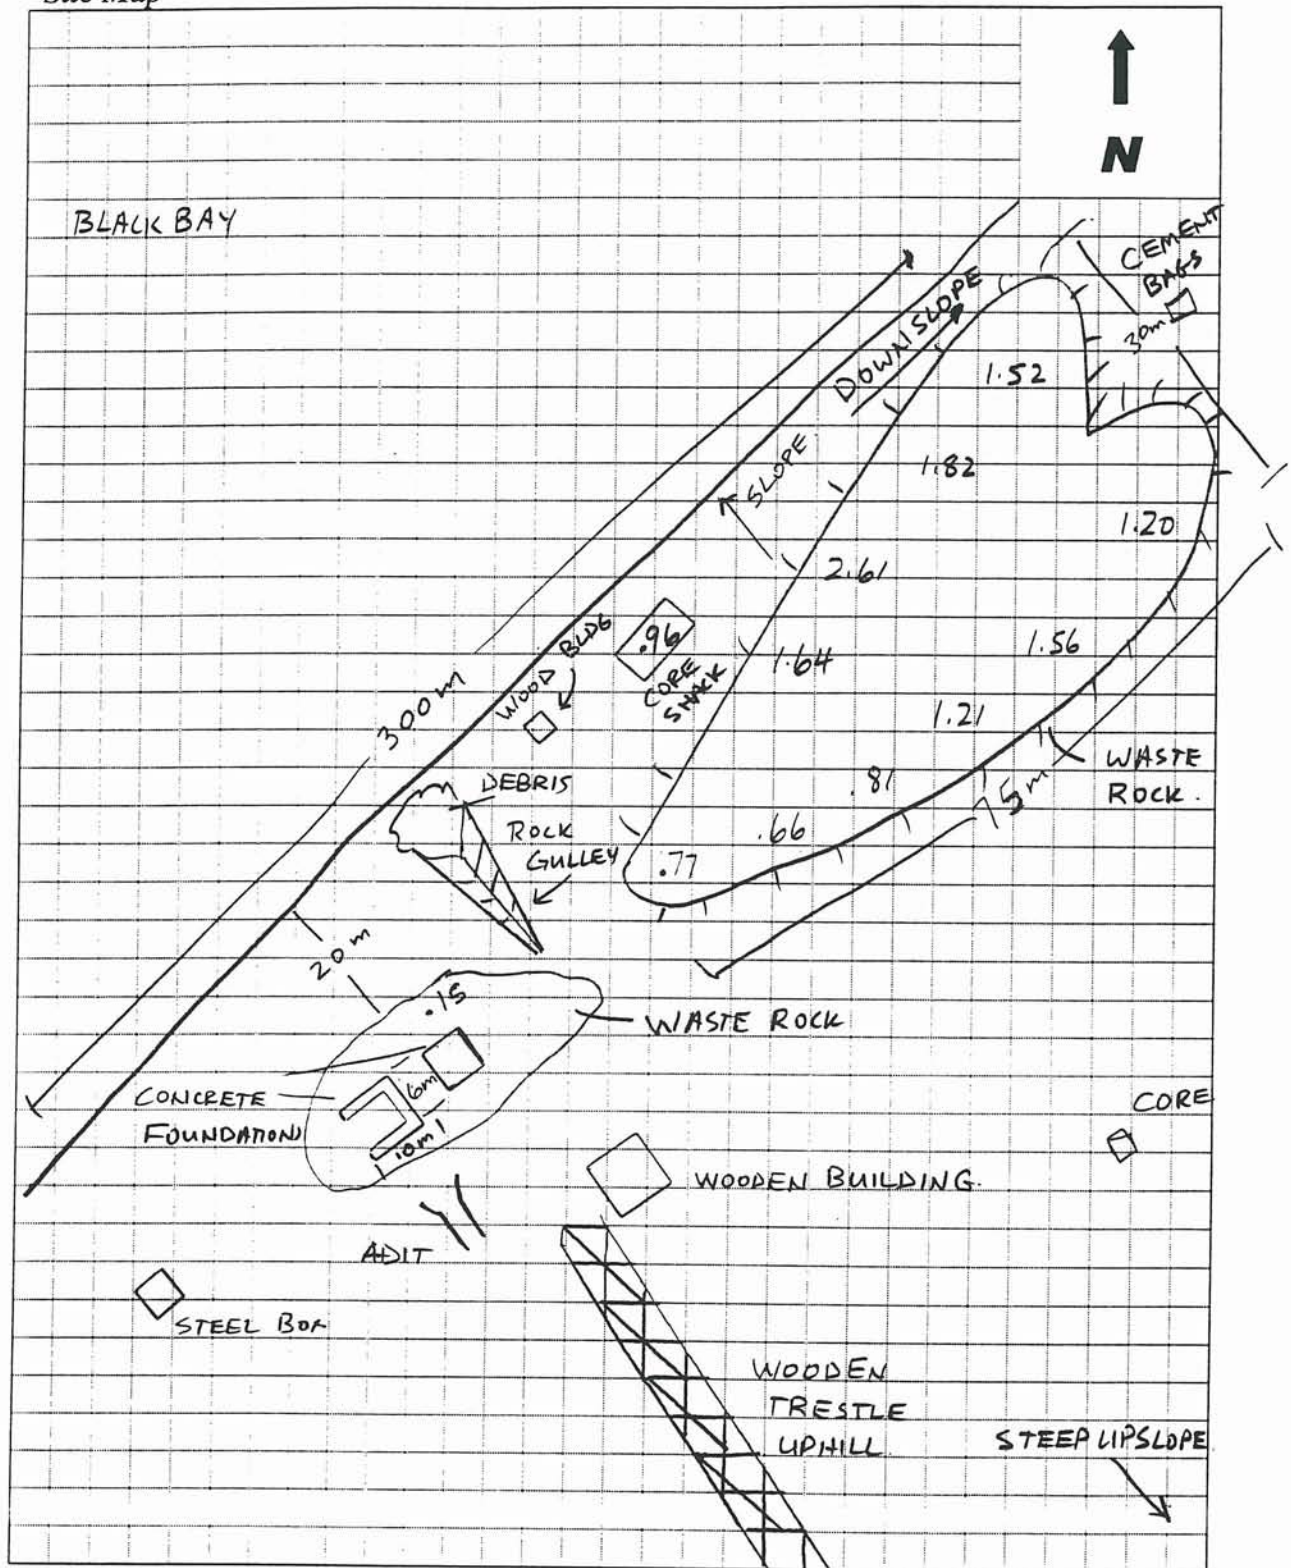 Site Map
N
BLACK BAY
CEMENT
BAGS
30m
DOWNSLOPE
1.52
SLOPE
1.82
1.20
2.61
.96
CORE
SHACK
WOOD BLDG
1.64
1.56
300m
1.21
WASTE
ROCK.
75m
DEBRIS
.81
ROCK
GULLEY
.66
.77
20m
.15
WASTE ROCK
CONCRETE
FOUNDATION
6m
10m
CORE
WOODEN BUILDING.
ADIT
STEEL BOX
WOODEN
TRESTLE
UPHILL
STEEP UPSLOPE